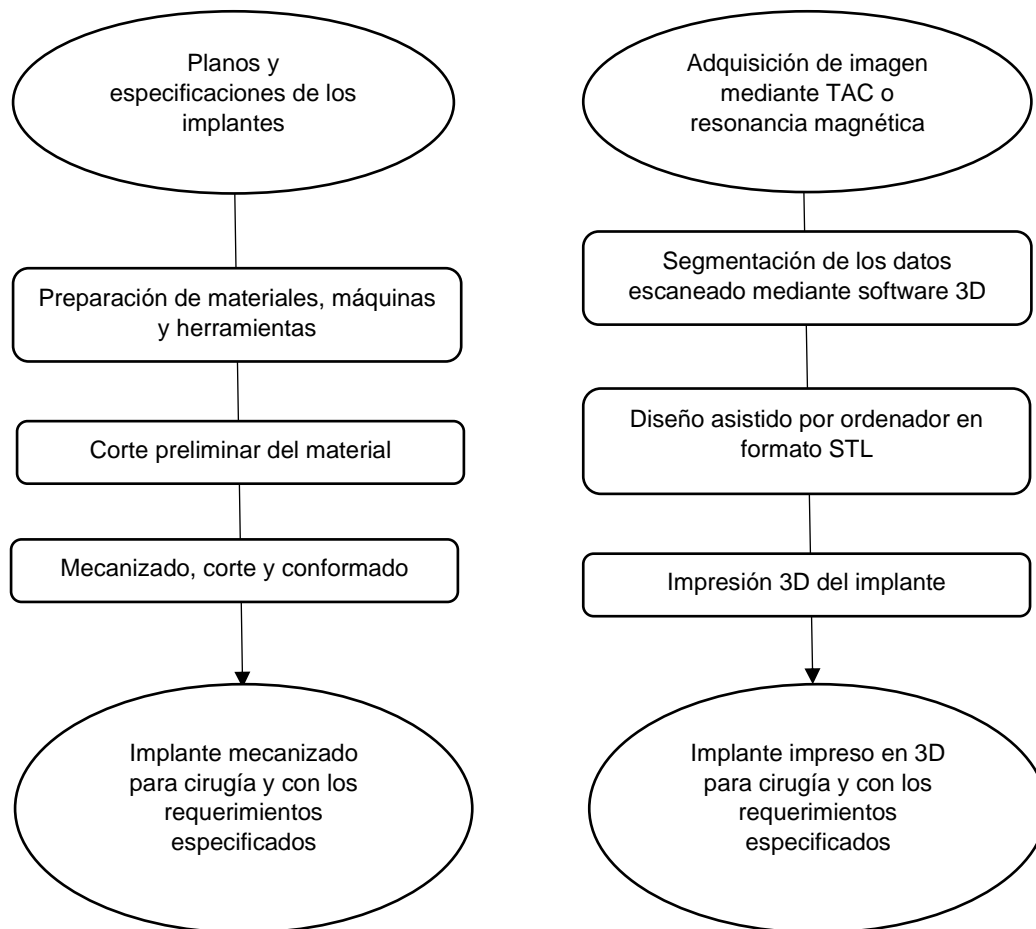 Planos y
especificaciones de los
implantes
Preparación de materiales, máquinas
y herramientas
Corte preliminar del material
Mecanizado, corte y conformado
Implante mecanizado
para cirugía y con los
requerimientos
especificados
Adquisición de imagen
mediante TAC o
resonancia magnética
Segmentación de los datos
escaneado mediante software 3D
Diseño asistido por ordenador en
formato STL
Impresión 3D del implante
Implante impreso en 3D
para cirugía y con los
requerimientos
especificados